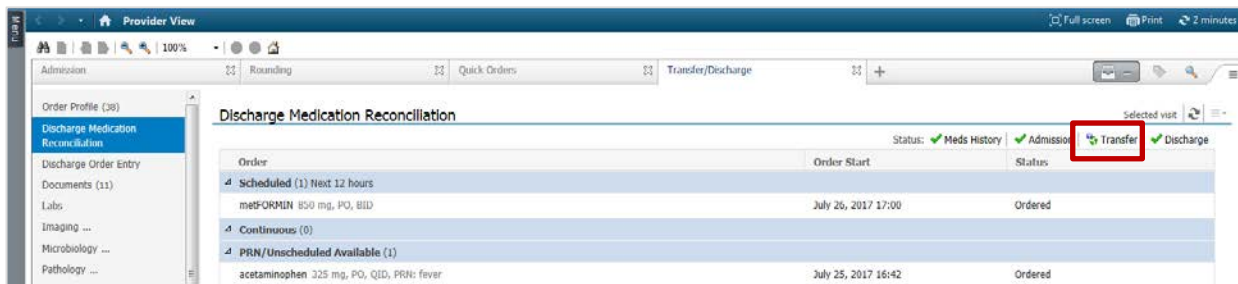 Menu
Provider View
Full screen Print 2 minutes
100%
Admission Rounding Quick Orders Transfer/Discharge
Order Profile (38)
Discharge Medication
Reconciliation
Discharge Order Entry
Documents (11)
Labs
Imaging ...
Microbiology ...
Pathology ...
Discharge Medication Reconciliation
Selected visit
Status: Meds History Admission Transfer Discharge
Order Order Start Status
Scheduled (1) Next 12 hours
metFORMIN 850 mg, PO, BID July 26, 2017 17:00 Ordered
Continuous (0)
PRN/Unscheduled Available (1)
acetaminophen 325 mg, PO, QID, PRN: fever July 25, 2017 16:42 Ordered